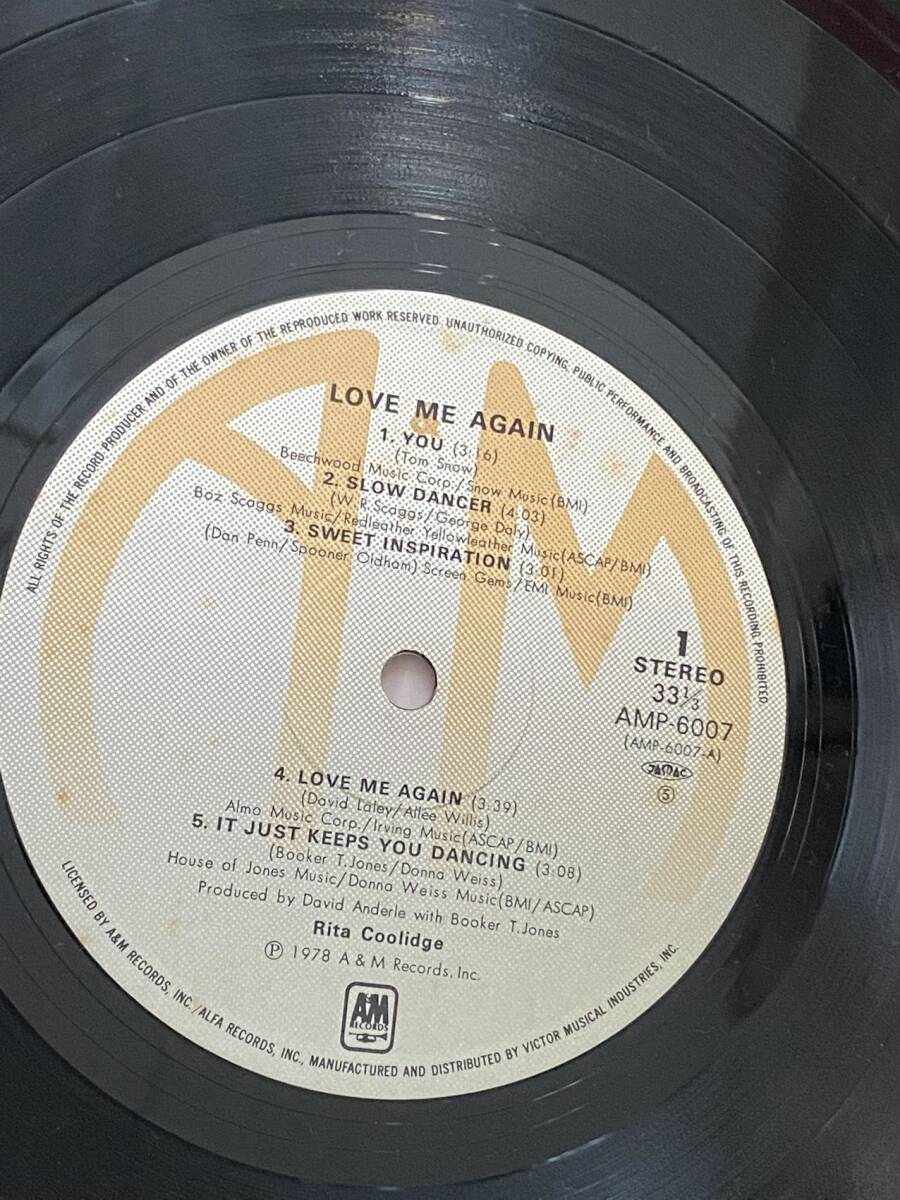 ALL RIGHTS OF THE RECORD PRODUCER AND OF THE OWNER OF THE REPRODUCED WORK RESERVED. UNAUTHORIZED COPYING, PUBLIC PERFORMANCE AND BROADCASTING OF THIS RECORDING PROHIBITED
LOVE ME AGAIN
1. YOU (3:16)
(Tom Snow)
Beechwood Music Corp./Snow Music(BMI)
2. SLOW DANCER (4:03)
(W.R.Scaggs/George Daly)
Boz Scaggs Music/Redleather Yellowleather Music(ASCAP/BMI)
3. SWEET INSPIRATION (3:01)
(Dan Penn/Spooner Oldham) Screen Gems/EMI Music(BMI)
1
STEREO
33⅓
AMP-6007
(AMP-6007-A)
JASRAC
⑤
4. LOVE ME AGAIN (3:39)
(David Laley/Allee Willis)
Almo Music Corp./Irving Music(ASCAP/BMI)
5. IT JUST KEEPS YOU DANCING (3:08)
(Booker T.Jones/Donna Weiss)
House of Jones Music/Donna Weiss Music(BMI/ASCAP)
Produced by David Anderle with Booker T.Jones
Rita Coolidge
℗ 1978 A & M Records, Inc.
A&M
RECORDS
LICENSED BY A&M RECORDS, INC./ALFA RECORDS, INC., MANUFACTURED AND DISTRIBUTED BY VICTOR MUSICAL INDUSTRIES, INC.